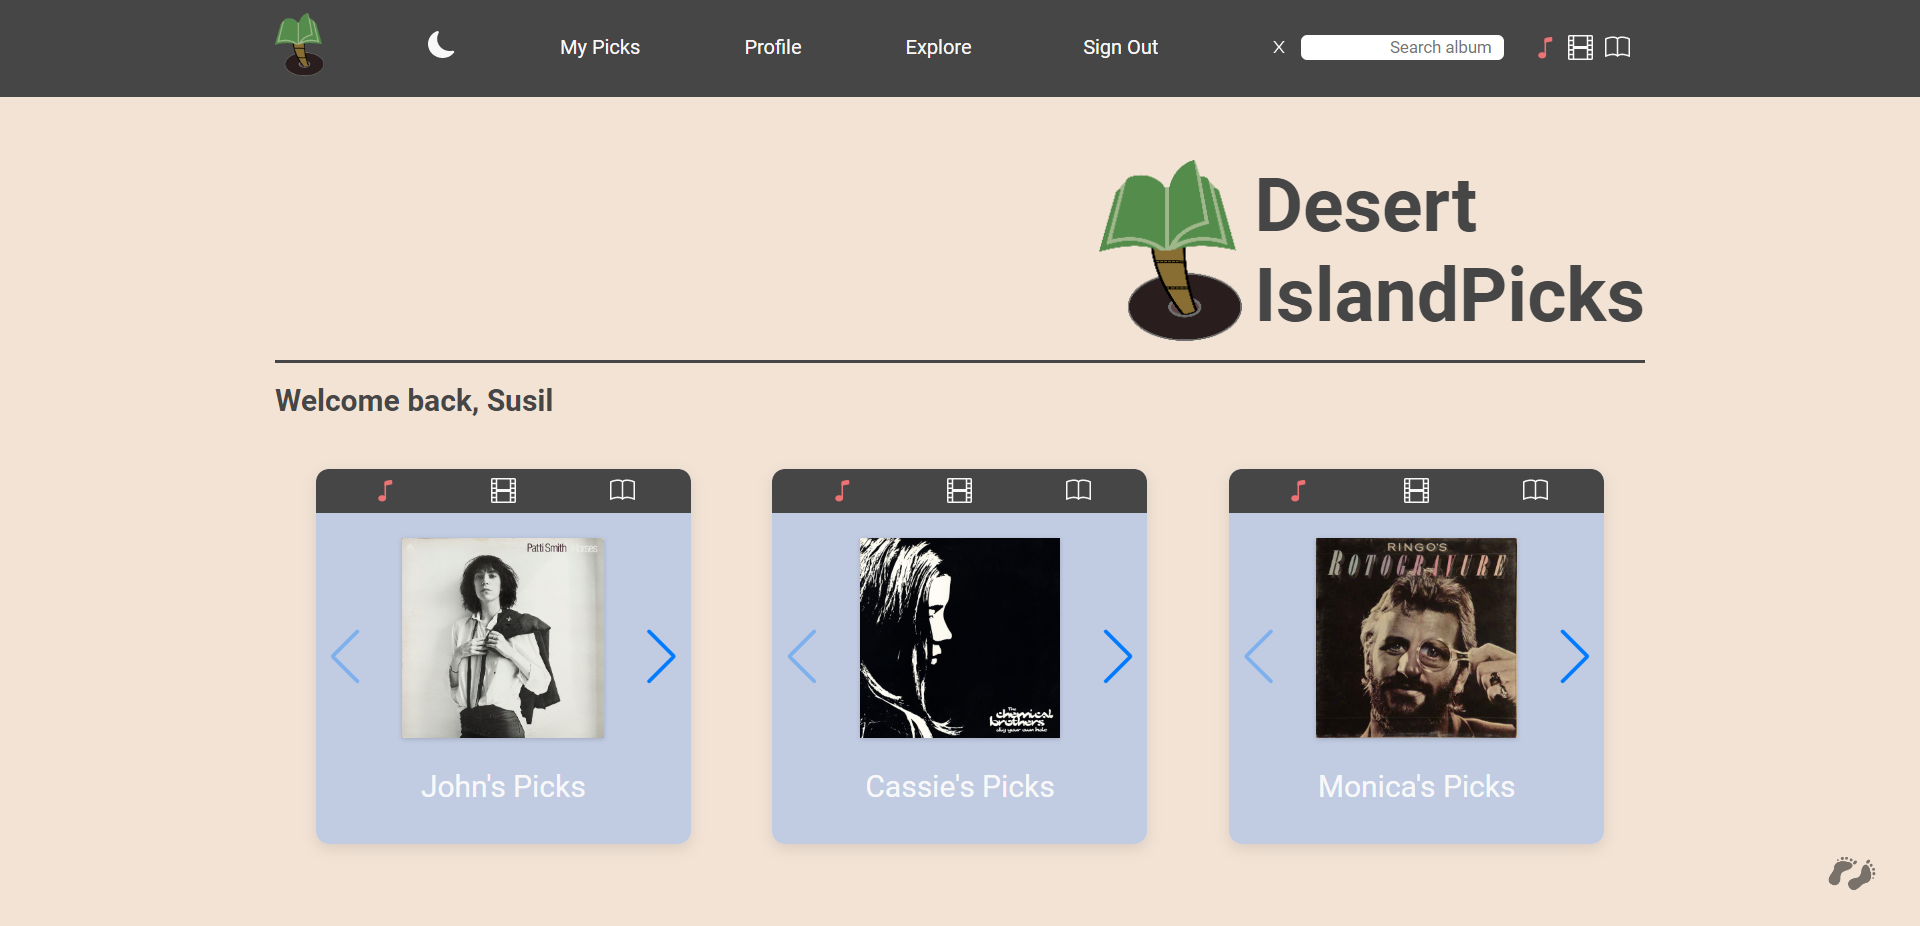 My Picks
Profile
Explore
Sign Out
X
Search album
Desert
IslandPicks
Welcome back, Susil
Patti Smith Horses
The
chemical
brothers
dig your own hole
RINGO'S
ROTOGRAVURE
John's Picks
Cassie's Picks
Monica's Picks